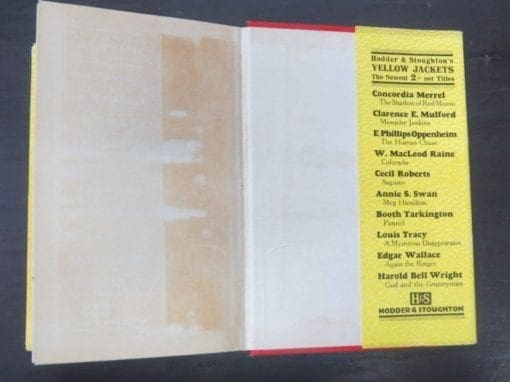 Hodder & Stoughton's
YELLOW JACKETS
The Newest 2/- net Titles
Concordia Merrel
The Shadow of Red Mason
Clarence E. Mulford
Mesquite Jenkins
E. Phillips Oppenheim
The Human Chase
W. MacLeod Raine
Colorado
Cecil Roberts
Sagusto
Annie S. Swan
Meg Hamilton
Booth Tarkington
Penrod
Louis Tracy
A Mysterious Disappearance
Edgar Wallace
Again the Ringer
Harold Bell Wright
God and the Groceryman
H&S
HODDER & STOUGHTON